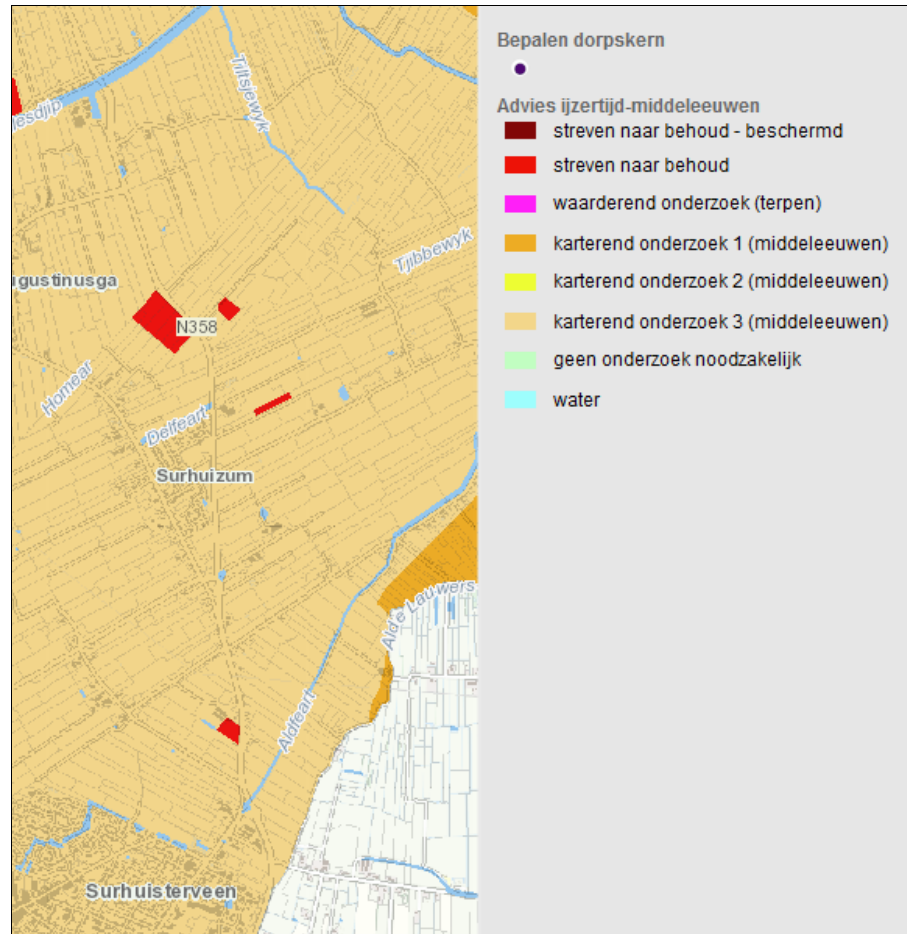 Tiltsjewyk
iesdjip
Tjibbewyk
ugustinusga
N358
Homear
Delfeart
Surhuizum
Alde Lauwers
Aldfeart
Surhuisterveen
Bepalen dorpskern
Advies ijzertijd-middeleeuwen
streven naar behoud - beschermd
streven naar behoud
waarderend onderzoek (terpen)
karterend onderzoek 1 (middeleeuwen)
karterend onderzoek 2 (middeleeuwen)
karterend onderzoek 3 (middeleeuwen)
geen onderzoek noodzakelijk
water